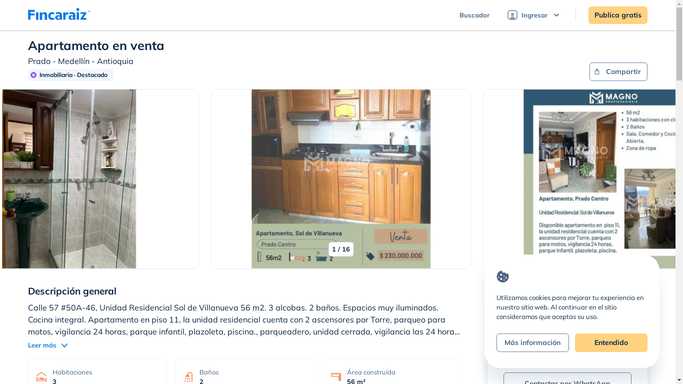 Fincaraiz
Buscador
Ingresar
Publica gratis
Apartamento en venta
Prado - Medellín - Antioquia
Inmobiliaria - Destacado
Compartir
MAGNO
Apartamento, Sol de Villanueva
Prado Centro
Venta
56m2
3
2
$ 230.000.000
1 / 16
MAGNO
56 m2
3 habitaciones con
2 Baños
Sala, Comedor y Cocina
Abierta.
Zona de ropa
MAGNO
Apartamento, Prado Centro
Unidad Residencial: Sol de Villanueva
Disponible apartamento en piso 11,
la unidad residencial cuenta con 2
ascensores por Torre, parqueo
para motos, vigilancia 24 horas,
parque infantil, plazoleta, piscina
Descripción general
Calle 57 #50A-46, Unidad Residencial Sol de Villanueva 56 m2. 3 alcobas. 2 baños. Espacios muy iluminados.
Cocina integral. Apartamento en piso 11, la unidad residencial cuenta con 2 ascensores por Torre, parqueo para
motos, vigilancia 24 horas, parque infantil, plazoleta, piscina., parqueadero, unidad cerrada, vigilancia las 24 hora...
Leer más
Habitaciones
3
Baños
2
Área construida
56 m²
Utilizamos cookies para mejorar tu experiencia en
nuestro sitio web. Al continuar en el sitio
consideramos que aceptas su uso.
Más información
Entendido
Contactar por WhatsApp